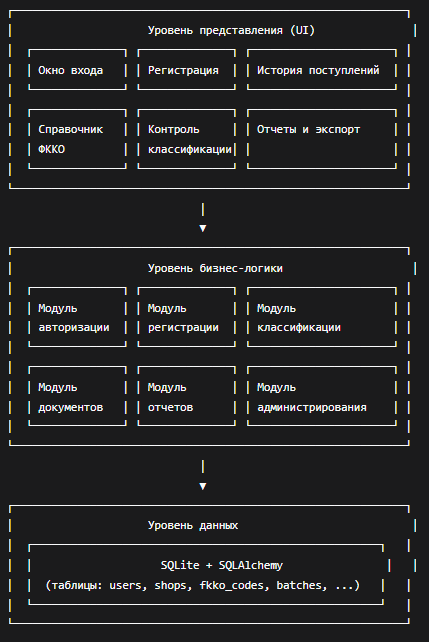 Уровень представления (UI)
Окно входа Регистрация История поступлений
Справочник Контроль Отчеты и экспорт
ФККО классификации
Уровень бизнес-логики
Модуль Модуль Модуль
авторизации регистрации классификации
Модуль Модуль Модуль
документов отчетов администрирования
Уровень данных
SQLite + SQLAlchemy
(таблицы: users, shops, fkko_codes, batches, ...)